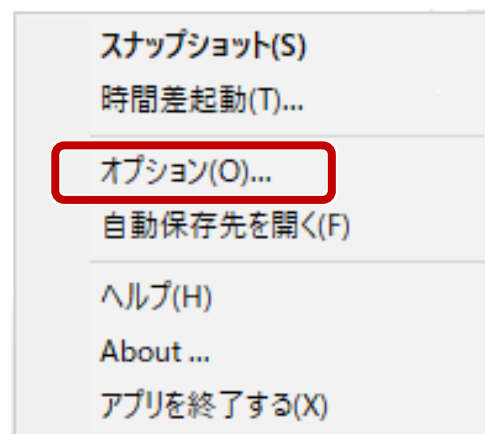 スナップショット(S)
時間差起動(T)...
オプション(O)...
自動保存先を開く(F)
ヘルプ(H)
About ...
アプリを終了する(X)